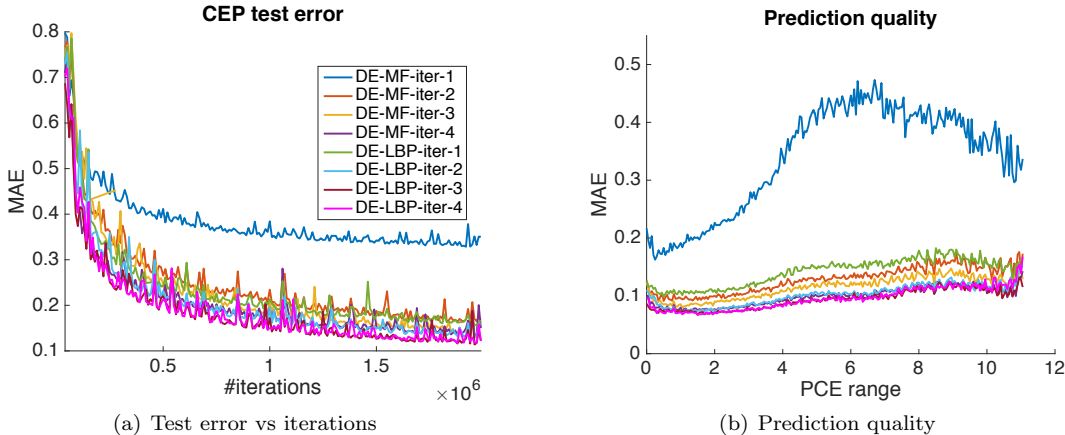 CEP test error
MAE
0.8
0.7
0.6
0.5
0.4
0.3
0.2
0.1
DE-MF-iter-1
DE-MF-iter-2
DE-MF-iter-3
DE-MF-iter-4
DE-LBP-iter-1
DE-LBP-iter-2
DE-LBP-iter-3
DE-LBP-iter-4
0.5 1 1.5
#iterations
× 10^6
(a) Test error vs iterations
Prediction quality
MAE
0.5
0.4
0.3
0.2
0.1
0
0 2 4 6 8 10 12
PCE range
(b) Prediction quality